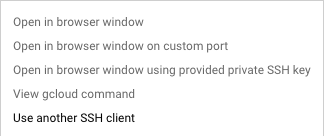 Open in browser window
Open in browser window on custom port
Open in browser window using provided private SSH key
View gcloud command
Use another SSH client